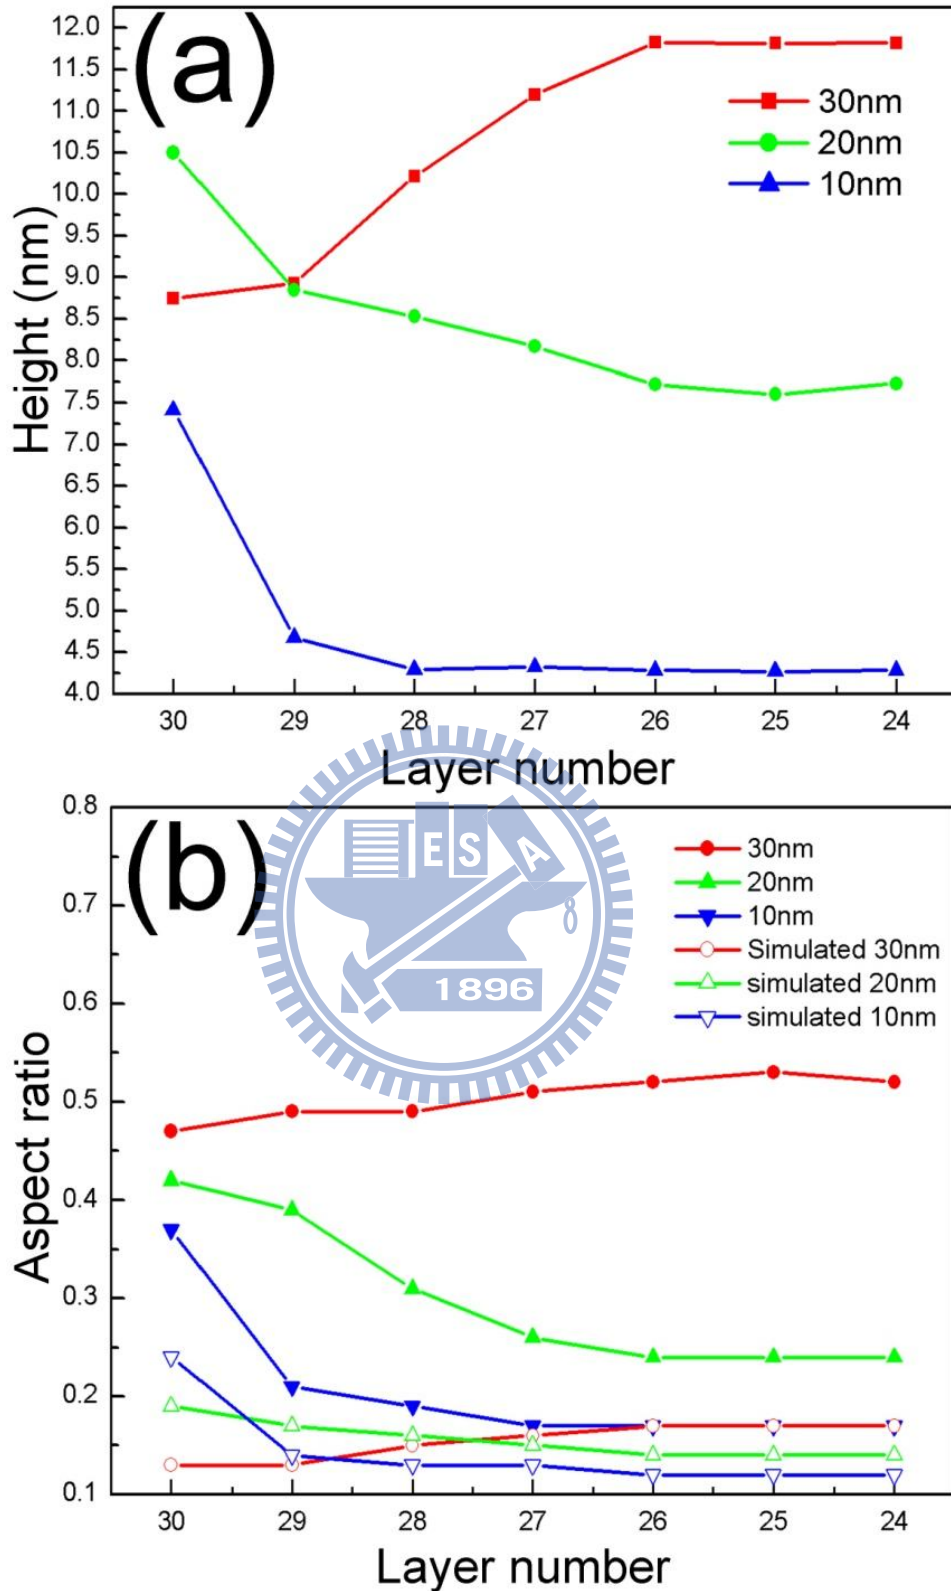 (a)
12.0
11.5
11.0
10.5
10.0
9.5
9.0
8.5
8.0
7.5
7.0
6.5
6.0
5.5
5.0
4.5
4.0
Height (nm)
30nm
20nm
10nm
30 29 28 27 26 25 24
Layer number
(b)
0.8
0.7
0.6
0.5
0.4
0.3
0.2
0.1
Aspect ratio
30nm
20nm
10nm
Simulated 30nm
simulated 20nm
simulated 10nm
E S A
1896
30 29 28 27 26 25 24
Layer number